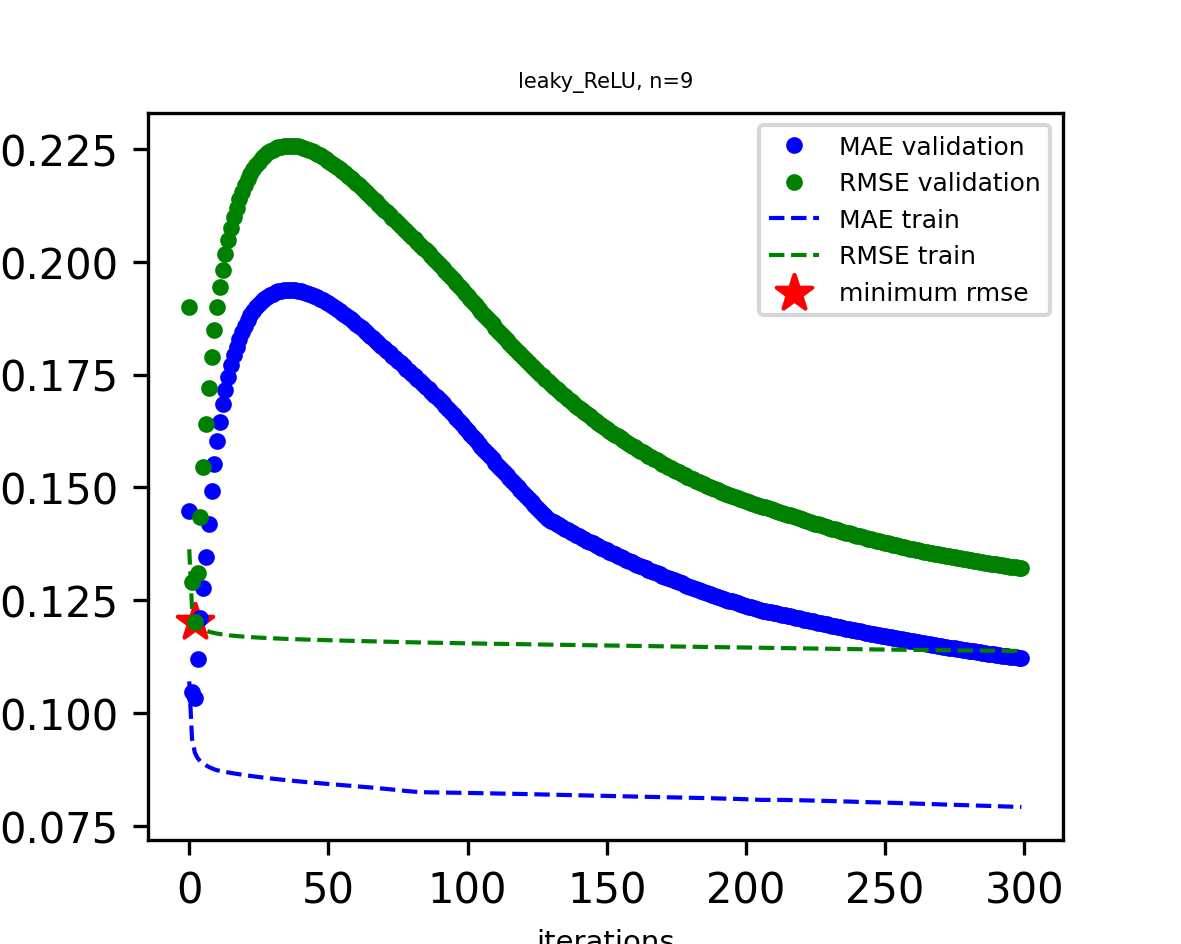 leaky_ReLU, n=9
0.225
0.200
0.175
0.150
0.125
0.100
0.075
MAE validation
RMSE validation
MAE train
RMSE train
minimum rmse
0 50 100 150 200 250 300
iterations